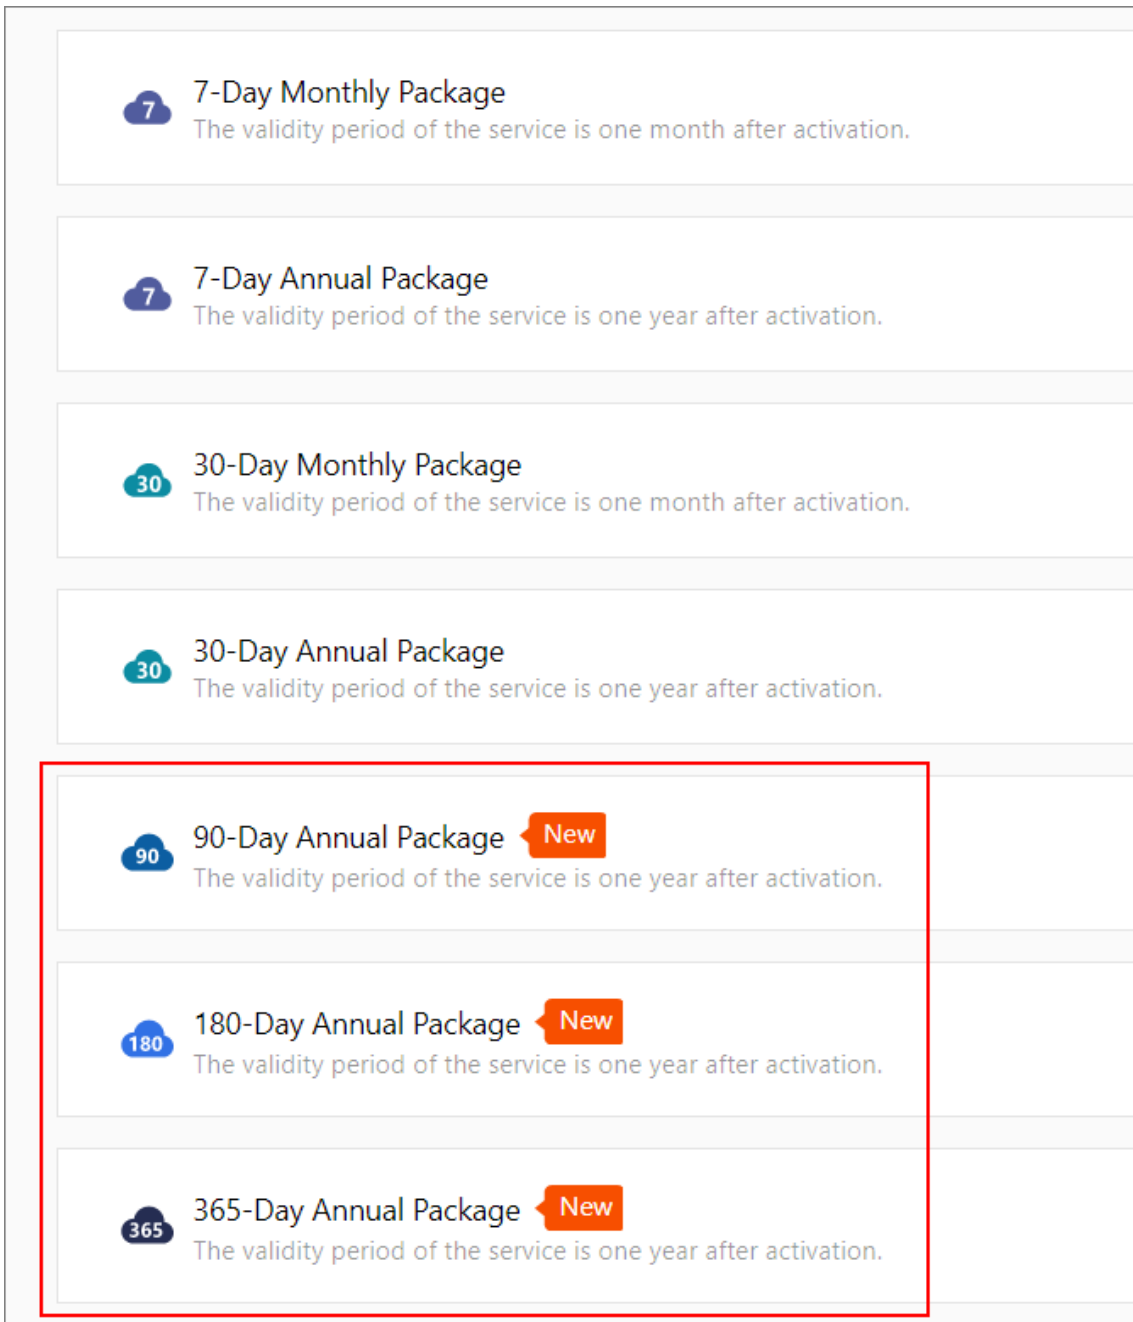 7
7-Day Monthly Package
The validity period of the service is one month after activation.
7
7-Day Annual Package
The validity period of the service is one year after activation.
30
30-Day Monthly Package
The validity period of the service is one month after activation.
30
30-Day Annual Package
The validity period of the service is one year after activation.
90
90-Day Annual Package New
The validity period of the service is one year after activation.
180
180-Day Annual Package New
The validity period of the service is one year after activation.
365
365-Day Annual Package New
The validity period of the service is one year after activation.